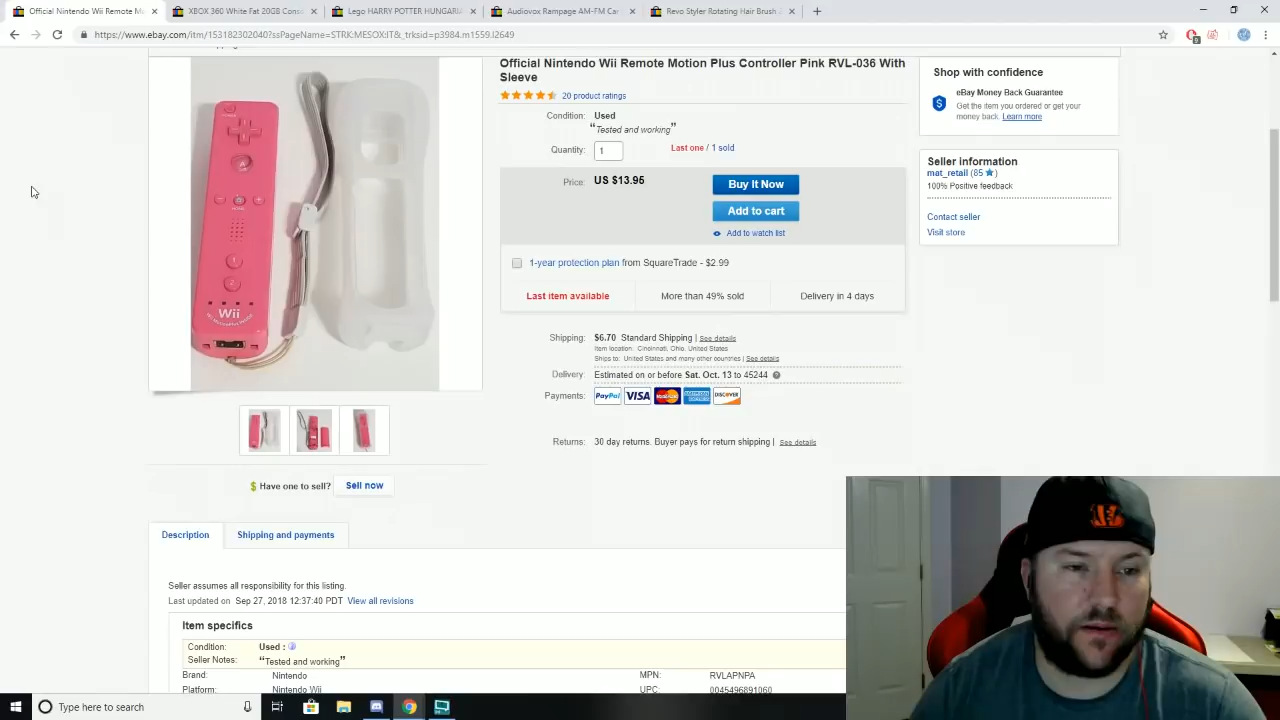 Official Nintendo Wii Remote M
XBOX 360 White Fat 20GB Conso
Lego HARRY POTTER HUNGARIA
Audiovox Rampage AM-FM Car
Revo Styler Rotating Hair Brush
https://www.ebay.com/itm/153182302040?ssPageName=STRK:MESOX:IT&_trksid=p3984.m1559.l2649
Official Nintendo Wii Remote Motion Plus Controller Pink RVL-036 With
Sleeve
20 product ratings
Condition: Used
“Tested and working”
Quantity: 1 Last one / 1 sold
Price: US $13.95
Buy It Now
Add to cart
Add to watch list
1-year protection plan from SquareTrade - $2.99
Last item available More than 49% sold Delivery in 4 days
Shipping: $6.70 Standard Shipping | See details
Item location: Cincinnati, Ohio, United States
Ships to: United States and many other countries | See details
Delivery: Estimated on or before Sat. Oct. 13 to 45244
Payments: PayPal VISA MasterCard DISCOVER
Returns: 30 day returns. Buyer pays for return shipping | See details
Shop with confidence
eBay Money Back Guarantee
Get the item you ordered or get your
money back. Learn more
Seller information
mat_retail (85)
100% Positive feedback
Contact seller
Visit store
A
HOME
1
2
Wii
$ Have one to sell? Sell now
Description Shipping and payments
Seller assumes all responsibility for this listing.
Last updated on Sep 27, 2018 12:37:40 PDT View all revisions
Item specifics
Condition: Used :
Seller Notes: “Tested and working”
Brand: Nintendo MPN: RVLAPNPA
Platform: Nintendo Wii UPC: 0045496891060
Type here to search